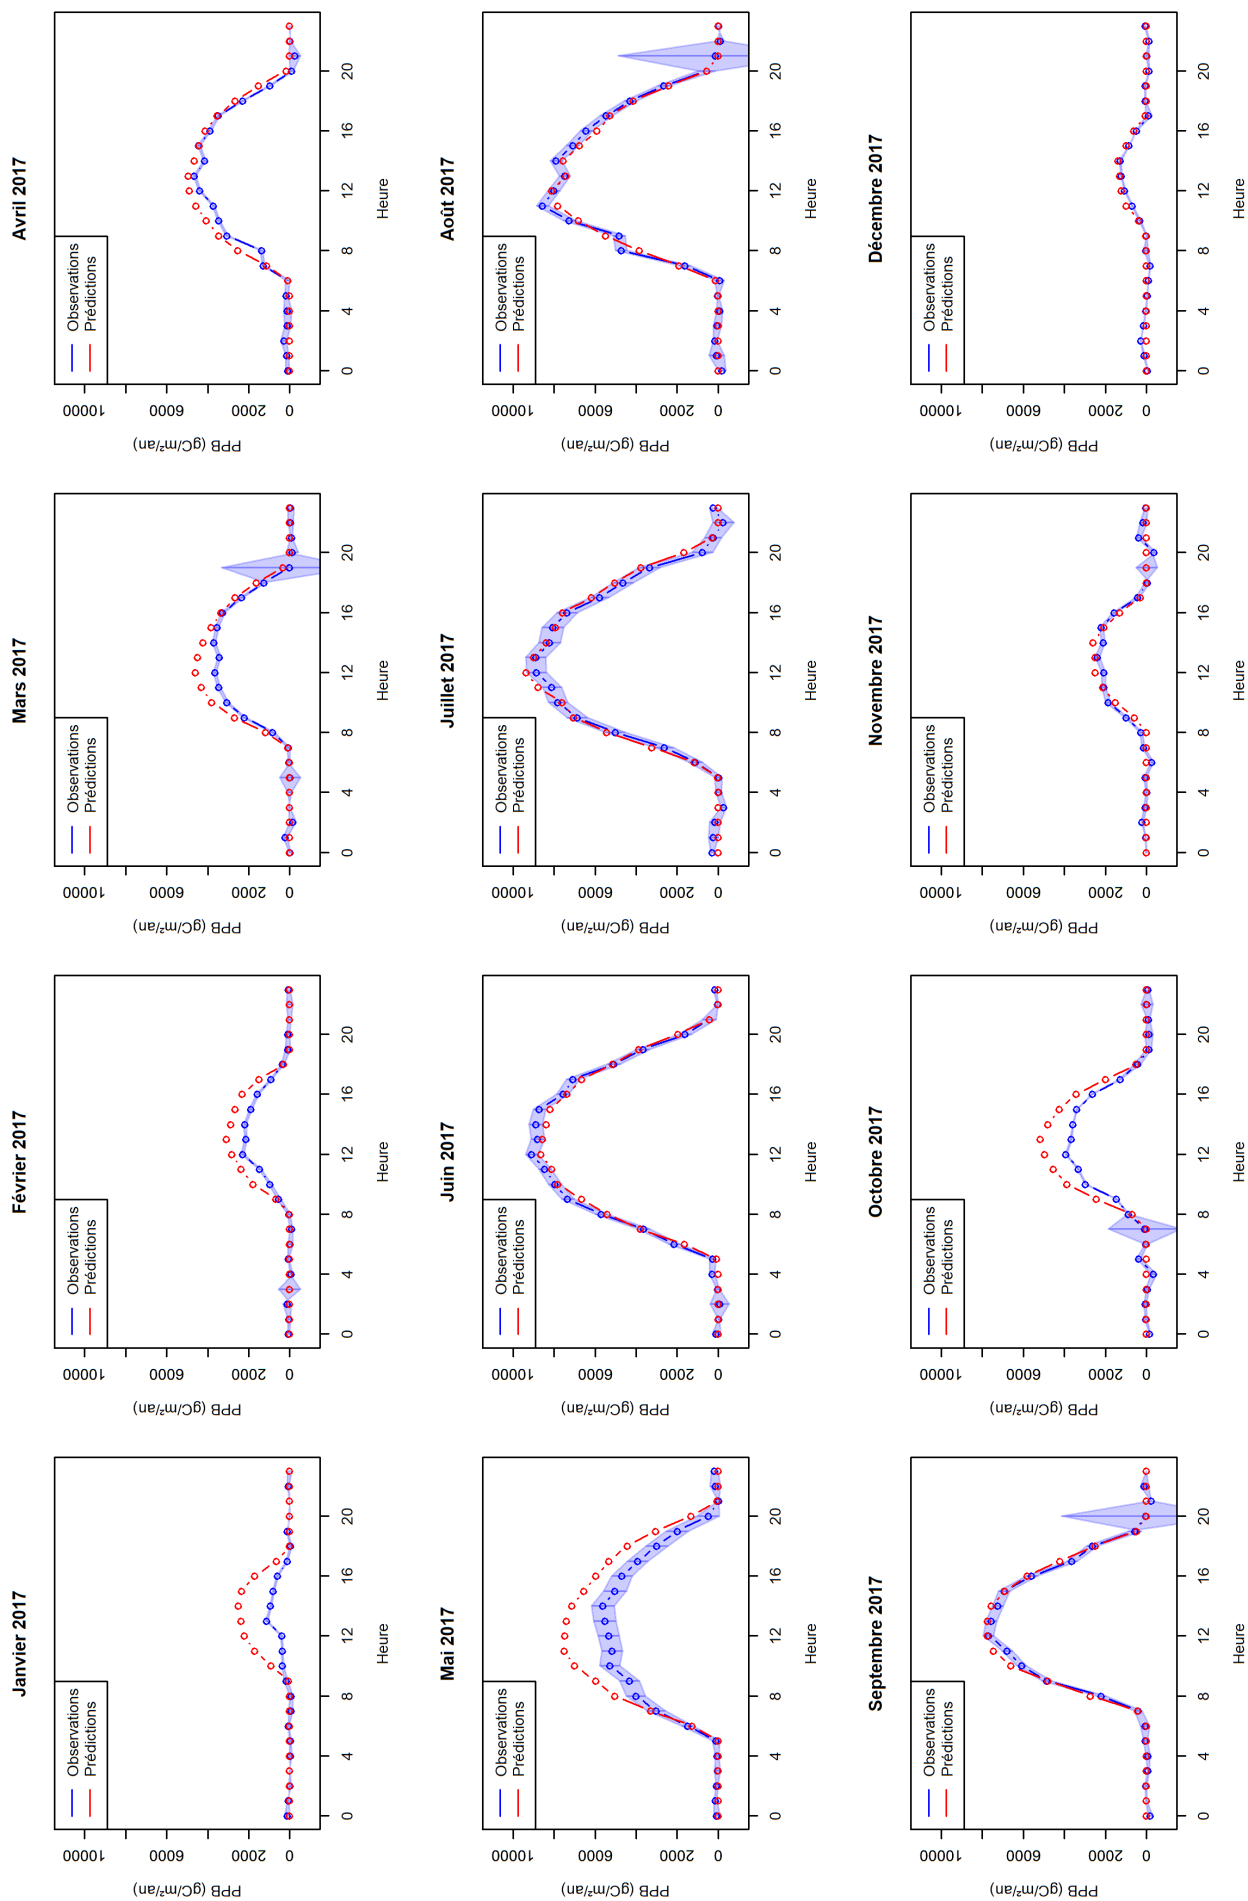 Janvier 2017
PPB (gC/m²/an)
10000
6000
2000
0
Observations
Prédictions
0 4 8 12 16 20
Heure
Février 2017
PPB (gC/m²/an)
10000
6000
2000
0
Observations
Prédictions
0 4 8 12 16 20
Heure
Mars 2017
PPB (gC/m²/an)
10000
6000
2000
0
Observations
Prédictions
0 4 8 12 16 20
Heure
Avril 2017
PPB (gC/m²/an)
10000
6000
2000
0
Observations
Prédictions
0 4 8 12 16 20
Heure
Mai 2017
PPB (gC/m²/an)
10000
6000
2000
0
Observations
Prédictions
0 4 8 12 16 20
Heure
Juin 2017
PPB (gC/m²/an)
10000
6000
2000
0
Observations
Prédictions
0 4 8 12 16 20
Heure
Juillet 2017
PPB (gC/m²/an)
10000
6000
2000
0
Observations
Prédictions
0 4 8 12 16 20
Heure
Août 2017
PPB (gC/m²/an)
10000
6000
2000
0
Observations
Prédictions
0 4 8 12 16 20
Heure
Septembre 2017
PPB (gC/m²/an)
10000
6000
2000
0
Observations
Prédictions
0 4 8 12 16 20
Heure
Octobre 2017
PPB (gC/m²/an)
10000
6000
2000
0
Observations
Prédictions
0 4 8 12 16 20
Heure
Novembre 2017
PPB (gC/m²/an)
10000
6000
2000
0
Observations
Prédictions
0 4 8 12 16 20
Heure
Décembre 2017
PPB (gC/m²/an)
10000
6000
2000
0
Observations
Prédictions
0 4 8 12 16 20
Heure